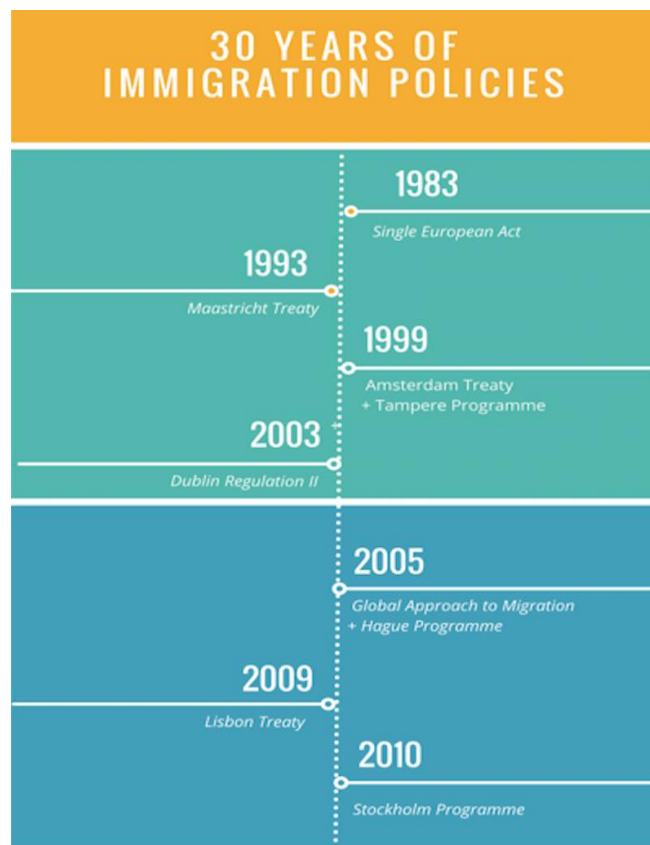 30 YEARS OF
IMMIGRATION POLICIES
1983
Single European Act
1993
Maastricht Treaty
1999
Amsterdam Treaty
+ Tampere Programme
2003
Dublin Regulation II
2005
Global Approach to Migration
+ Hague Programme
2009
Lisbon Treaty
2010
Stockholm Programme